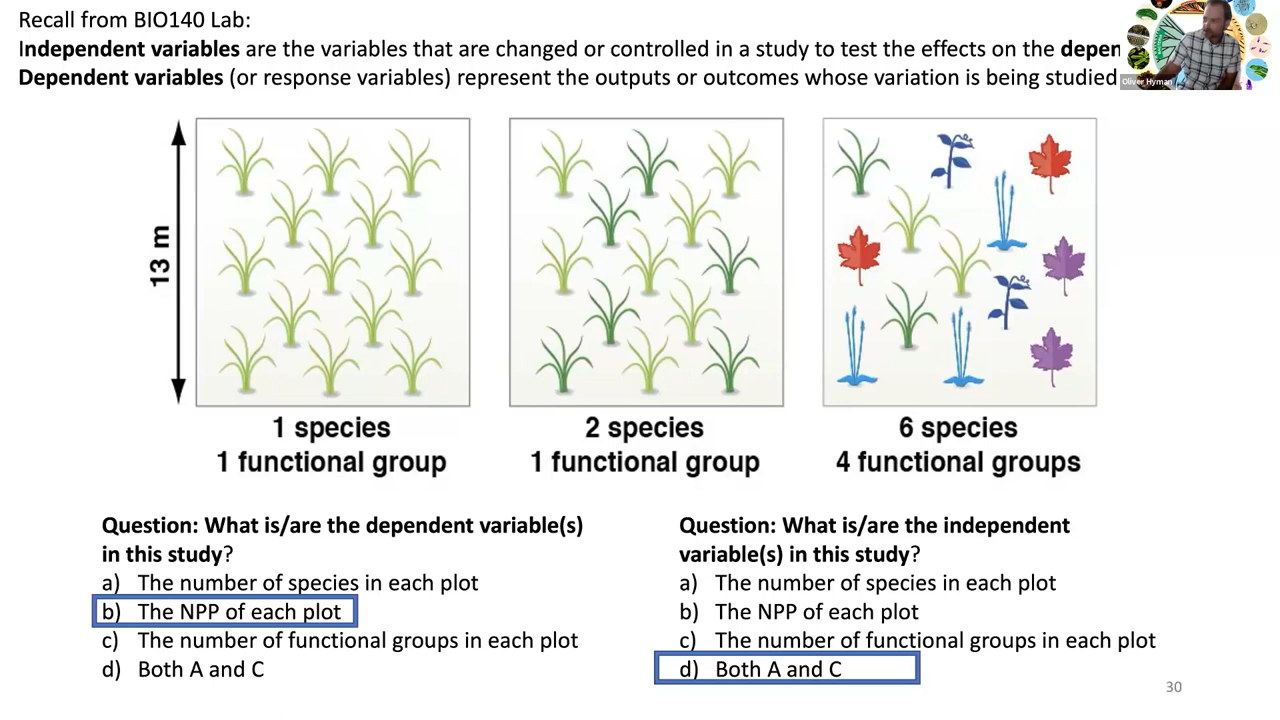 Recall from BIO140 Lab:
Independent variables are the variables that are changed or controlled in a study to test the effects on the depen
Dependent variables (or response variables) represent the outputs or outcomes whose variation is being studied
Oliver Hyman
13 m
1 species
1 functional group
2 species
1 functional group
6 species
4 functional groups
Question: What is/are the dependent variable(s)
in this study?
a) The number of species in each plot
b) The NPP of each plot
c) The number of functional groups in each plot
d) Both A and C
Question: What is/are the independent
variable(s) in this study?
a) The number of species in each plot
b) The NPP of each plot
c) The number of functional groups in each plot
d) Both A and C
30